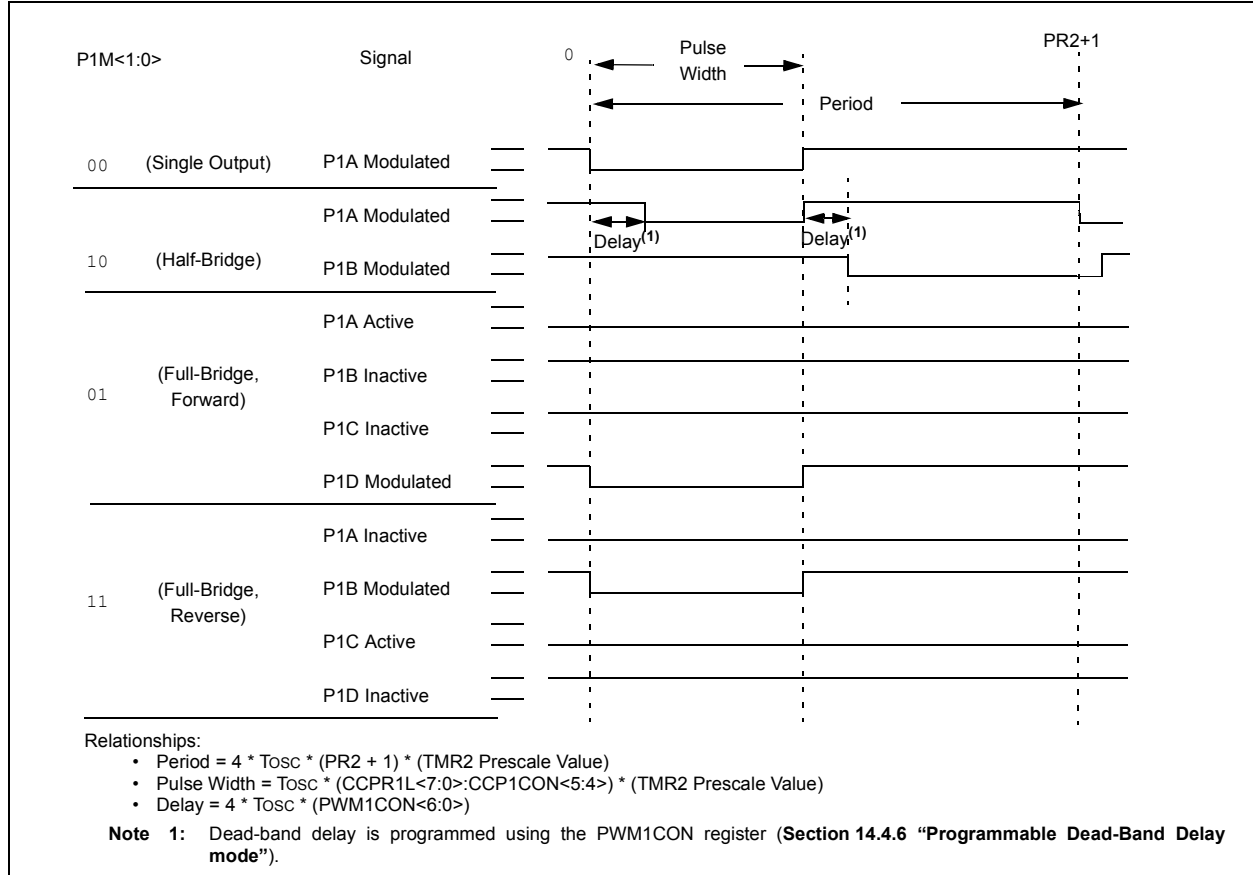 P1M<1:0> Signal 0 Pulse Width PR2+1
Period
00 (Single Output) P1A Modulated
P1A Modulated
Delay(1) Delay(1)
10 (Half-Bridge) P1B Modulated
P1A Active
01 (Full-Bridge, Forward) P1B Inactive
P1C Inactive
P1D Modulated
P1A Inactive
11 (Full-Bridge, Reverse) P1B Modulated
P1C Active
P1D Inactive
Relationships:
• Period = 4 * TOSC * (PR2 + 1) * (TMR2 Prescale Value)
• Pulse Width = TOSC * (CCPR1L<7:0>:CCP1CON<5:4>) * (TMR2 Prescale Value)
• Delay = 4 * TOSC * (PWM1CON<6:0>)
Note 1: Dead-band delay is programmed using the PWM1CON register (Section 14.4.6 “Programmable Dead-Band Delay
mode”).